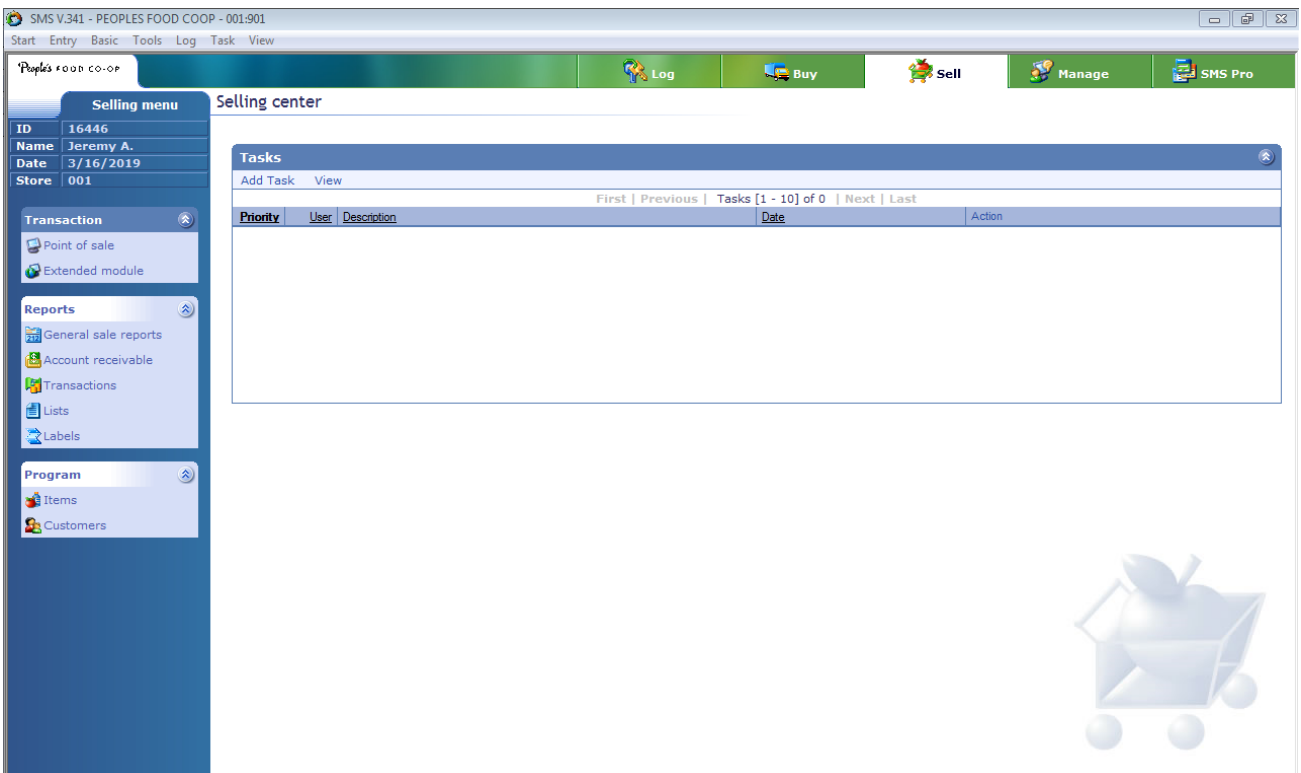 SMS V.341 - PEOPLES FOOD COOP - 001:901
Start Entry Basic Tools Log Task View
People's FOOD CO-OP
Log
Buy
Sell
Manage
SMS Pro
Selling menu
ID 16446
Name Jeremy A.
Date 3/16/2019
Store 001
Transaction
Point of sale
Extended module
Reports
General sale reports
Account receivable
Transactions
Lists
Labels
Program
Items
Customers
Selling center
Tasks
Add Task View
First | Previous | Tasks [1 - 10] of 0 | Next | Last
Priority User Description Date Action